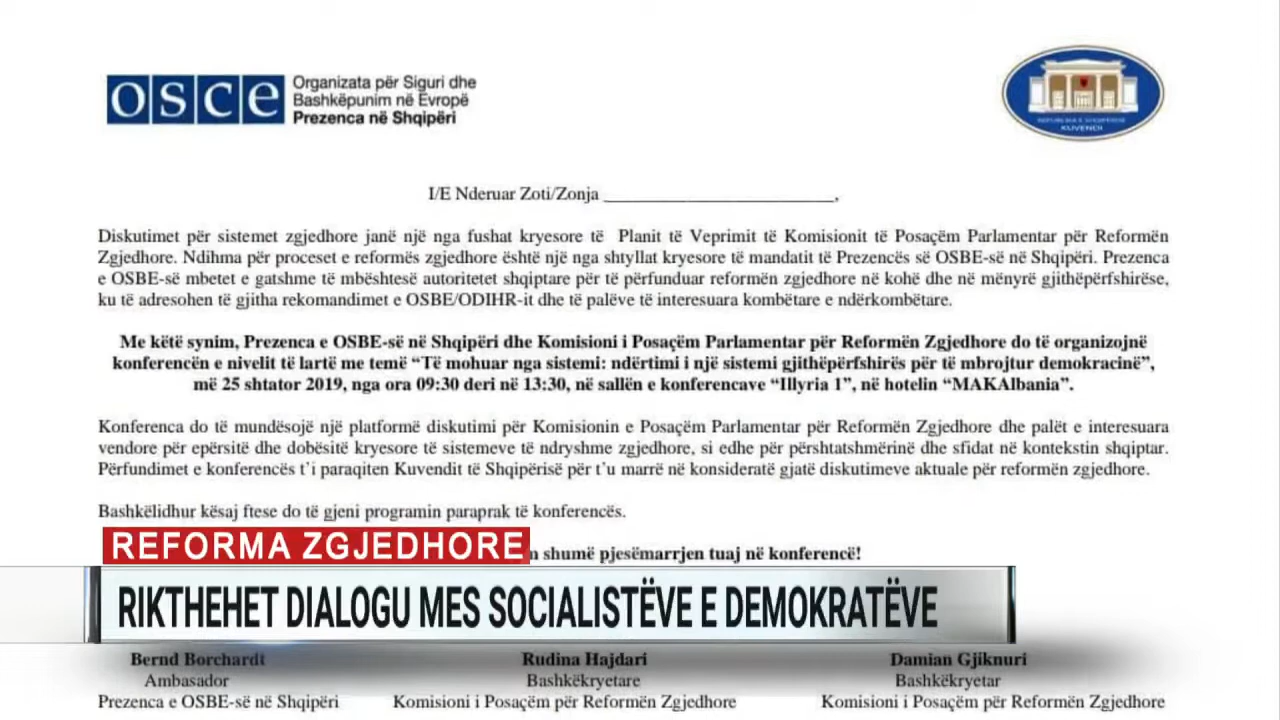 osce
Organizata për Siguri dhe
Bashkëpunim në Evropë
Prezenca në Shqipëri
REPUBLIKA E SHQIPËRISË
KUVENDI
I/E Nderuar Zoti/Zonja ________________________,
Diskutimet për sistemet zgjedhore janë një nga fushat kryesore të Planit të Veprimit të Komisionit të Posaçëm Parlamentar për Reformën
Zgjedhore. Ndihma për proceset e reformës zgjedhore është një nga shtyllat kryesore të mandatit të Prezencës së OSBE-së në Shqipëri. Prezenca
e OSBE-së mbetet e gatshme të mbështesë autoritetet shqiptare për të përfunduar reformën zgjedhore në kohë dhe në mënyrë gjithëpërfshirëse,
ku të adresohen të gjitha rekomandimet e OSBE/ODIHR-it dhe të palëve të interesuara kombëtare e ndërkombëtare.
Me këtë synim, Prezenca e OSBE-së në Shqipëri dhe Komisioni i Posaçëm Parlamentar për Reformën Zgjedhore do të organizojnë
konferencën e nivelit të lartë me temë “Të mohuar nga sistemi: ndërtimi i një sistemi gjithëpërfshirës për të mbrojtur demokracinë”,
më 25 shtator 2019, nga ora 09:30 deri në 13:30, në sallën e konferencave “Illyria 1”, në hotelin “MAKAlbania”.
Konferenca do të mundësojë një platformë diskutimi për Komisionin e Posaçëm Parlamentar për Reformën Zgjedhore dhe palët e interesuara
vendore për epërsitë dhe dobësitë kryesore të sistemeve të ndryshme zgjedhore, si edhe për përshtatshmërinë dhe sfidat në kontekstin shqiptar.
Përfundimet e konferencës t’i paraqiten Kuvendit të Shqipërisë për t’u marrë në konsideratë gjatë diskutimeve aktuale për reformën zgjedhore.
Bashkëlidhur kësaj ftese do të gjeni programin paraprak të konferencës.
REFORMA ZGJEDHORE
shumë pjesëmarrjen tuaj në konferencë!
RIKTHEHET DIALOGU MES SOCIALISTËVE E DEMOKRATËVE
Bernd Borchardt Rudina Hajdari Damian Gjiknuri
Ambasador Bashkëkryetare Bashkëkryetar
Prezenca e OSBE-së në Shqipëri Komisioni i Posaçëm për Reformën Zgjedhore Komisioni i Posaçëm për Reformën Zgjedhore